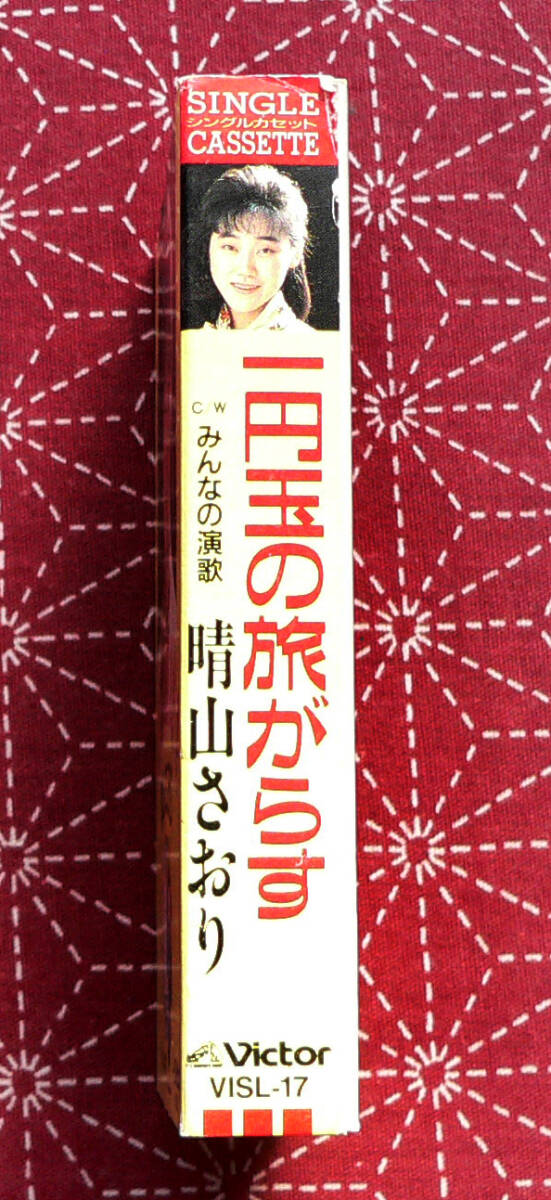 SINGLE
シングルカセット
CASSETTE
一円玉の旅がらす
C/W みんなの演歌
晴山さおり
Victor
VISL-17